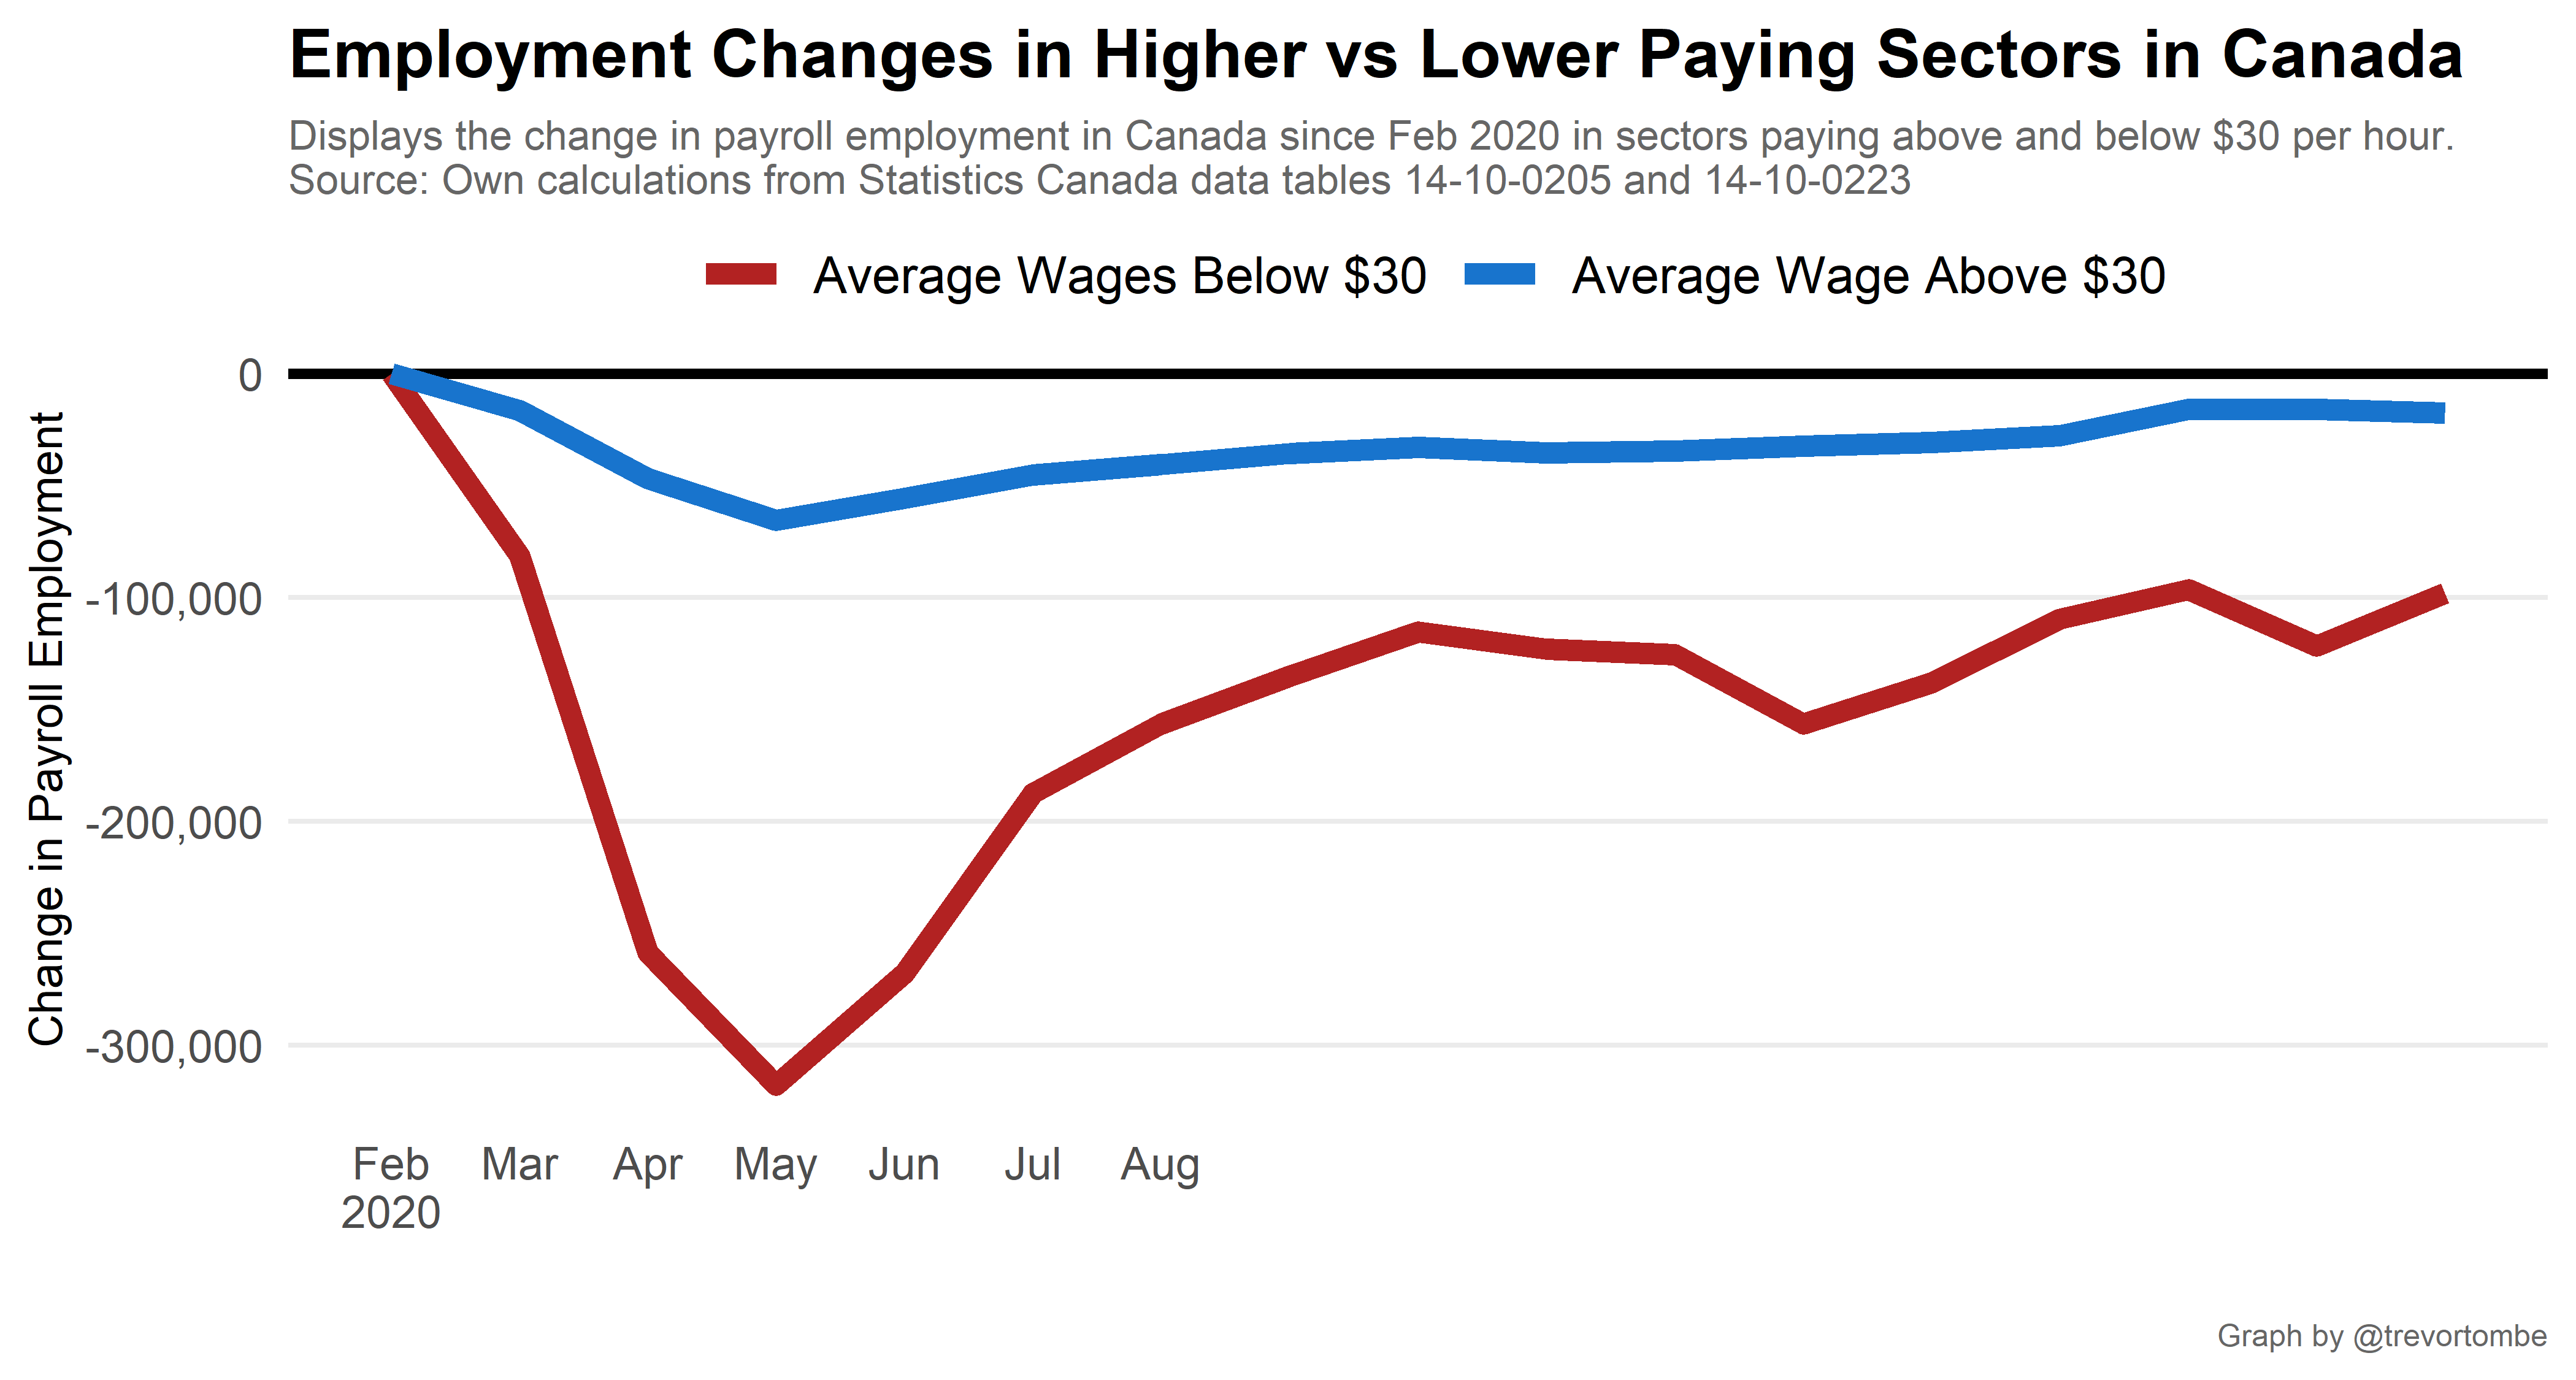 Employment Changes in Higher vs Lower Paying Sectors in Canada
Displays the change in payroll employment in Canada since Feb 2020 in sectors paying above and below $30 per hour.
Source: Own calculations from Statistics Canada data tables 14-10-0205 and 14-10-0223
Average Wages Below $30 Average Wage Above $30
Change in Payroll Employment
0
-100,000
-200,000
-300,000
Feb Mar Apr May Jun Jul Aug
2020
Graph by @trevortombe